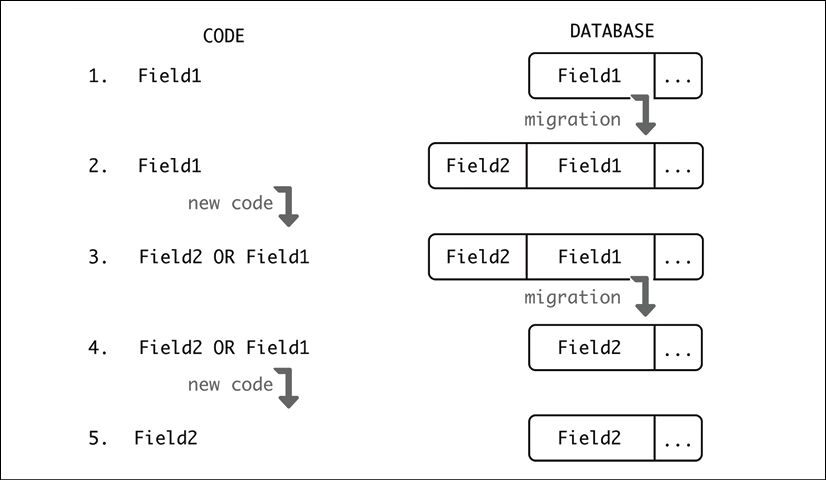 CODE DATABASE
1. Field1 Field1 ...
migration
2. Field1 Field2 Field1 ...
new code
3. Field2 OR Field1 Field2 Field1 ...
migration
4. Field2 OR Field1 Field2 ...
new code
5. Field2 Field2 ...